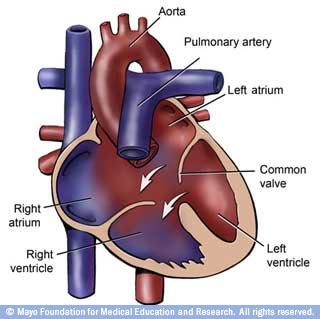 Aorta
Pulmonary artery
Left atrium
Common
valve
Right
atrium
Right
ventricle
Left
ventricle
© Mayo Foundation for Medical Education and Research. All rights reserved.